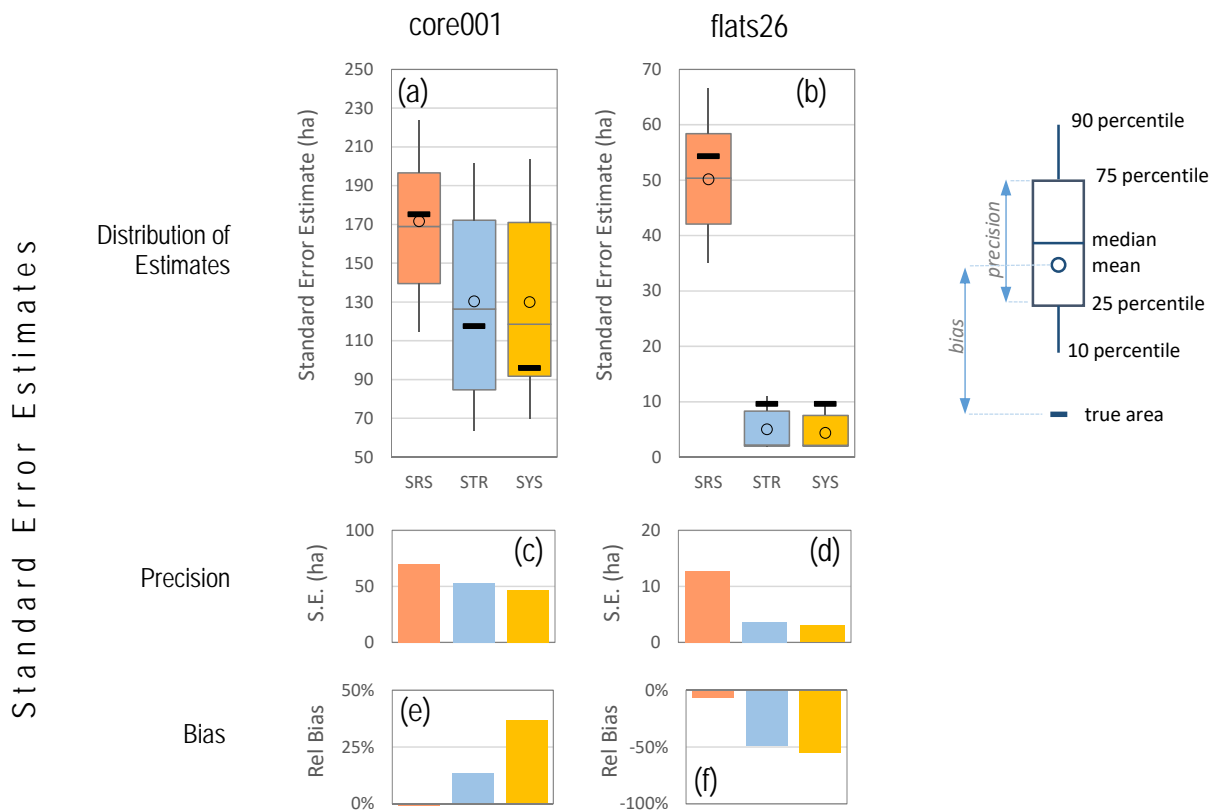 core001
flats26
Standard Error Estimates
Distribution of
Estimates
Standard Error Estimate (ha)
250
230
210
190
170
150
130
110
90
70
50
(a)
SRS
STR
SYS
Standard Error Estimate (ha)
70
60
50
40
30
20
10
0
(b)
SRS
STR
SYS
90 percentile
75 percentile
median
mean
25 percentile
10 percentile
true area
precision
bias
Precision
S.E. (ha)
100
50
0
(c)
S.E. (ha)
20
10
0
(d)
Bias
Rel Bias
50%
25%
0%
(e)
Rel Bias
0%
-50%
-100%
(f)